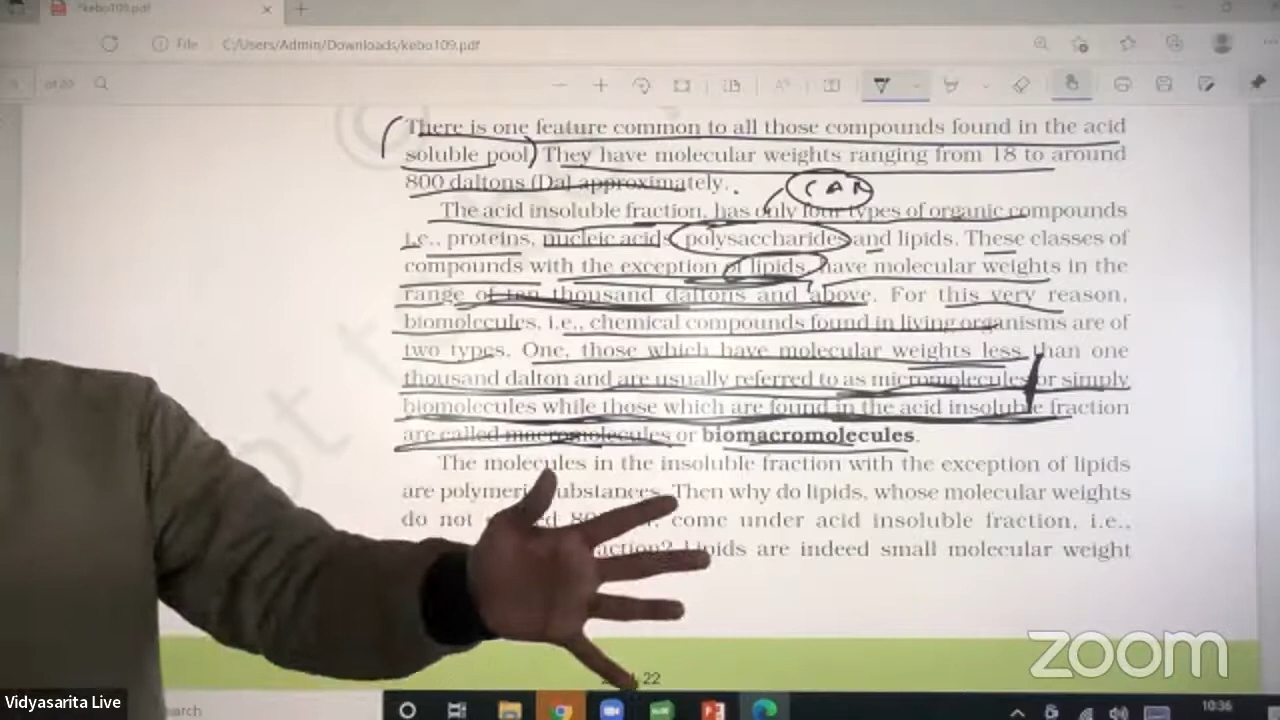 kebo109.pdf
File C:/Users/Admin/Downloads/kebo109.pdf
of 20
There is one feature common to all those compounds found in the acid
soluble pool. They have molecular weights ranging from 18 to around
800 daltons (Da) approximately.
CAR
The acid insoluble fraction, has only four types of organic compounds
i.e., proteins, nucleic acids, polysaccharides and lipids. These classes of
compounds with the exception of lipids, have molecular weights in the
range of ten thousand daltons and above. For this very reason,
biomolecules, i.e., chemical compounds found in living organisms are of
two types. One, those which have molecular weights less than one
thousand dalton and are usually referred to as micromolecules or simply
biomolecules while those which are found in the acid insoluble fraction
are called macromolecules or biomacromolecules.
The molecules in the insoluble fraction with the exception of lipids
are polymeric substances. Then why do lipids, whose molecular weights
do not come under acid insoluble fraction, i.e.,
Lipids are indeed small molecular weight
22
zoom
Vidyasarita Live
10:36